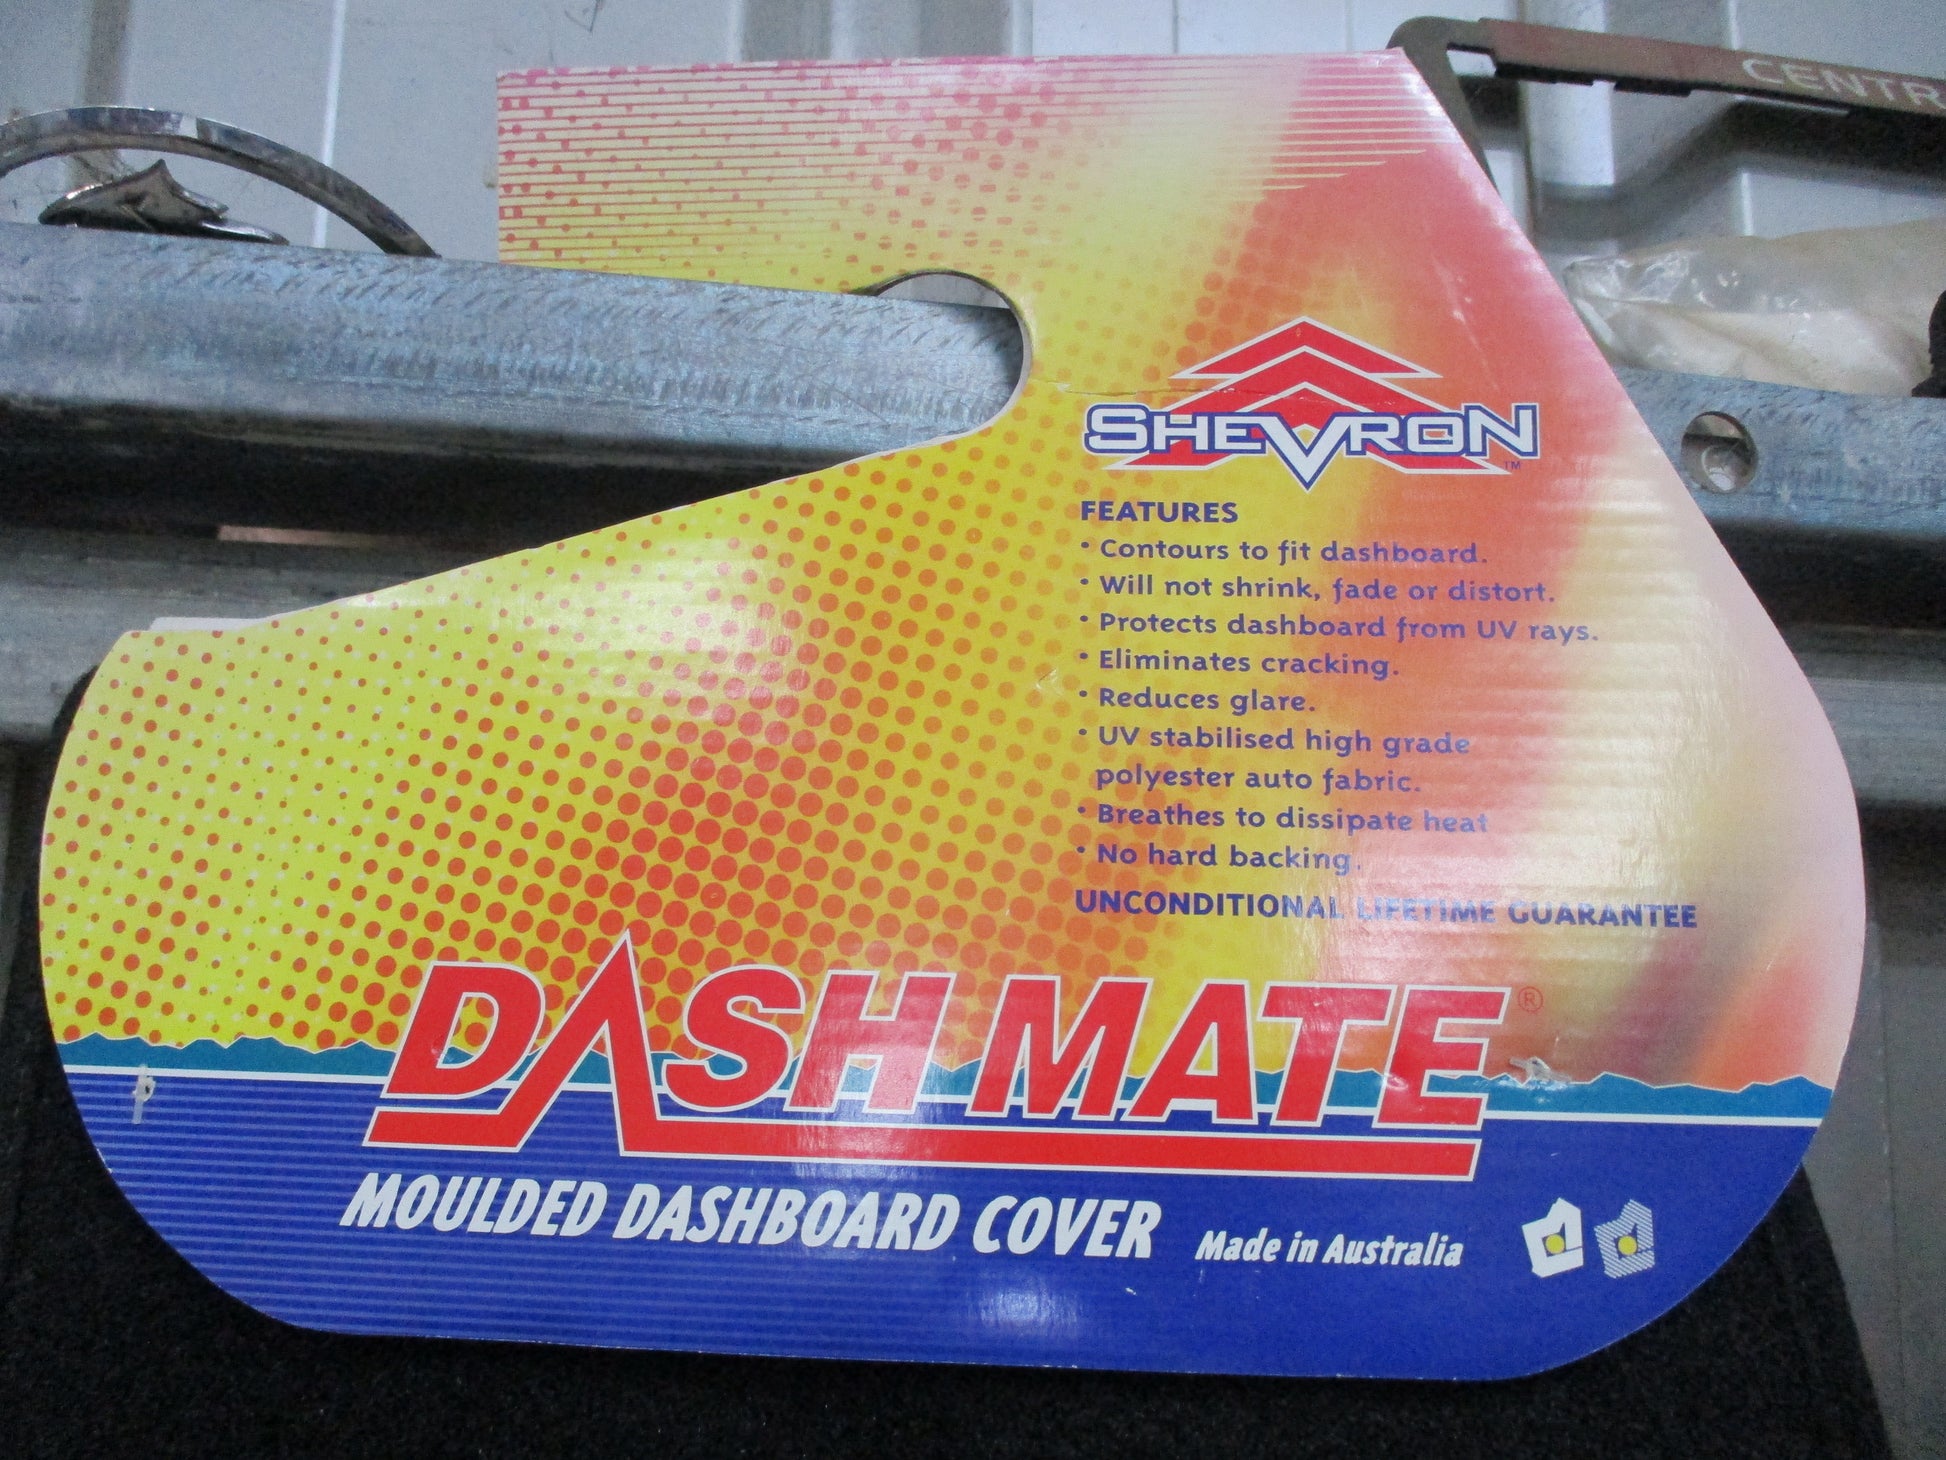 CENTR
SHEVRON™
FEATURES
• Contours to fit dashboard.
• Will not shrink, fade or distort.
• Protects dashboard from UV rays.
• Eliminates cracking.
• Reduces glare.
• UV stabilised high grade
polyester auto fabric.
• Breathes to dissipate heat
• No hard backing.
UNCONDITIONAL LIFETIME GUARANTEE
DASH MATE®
MOULDED DASHBOARD COVER
Made in Australia